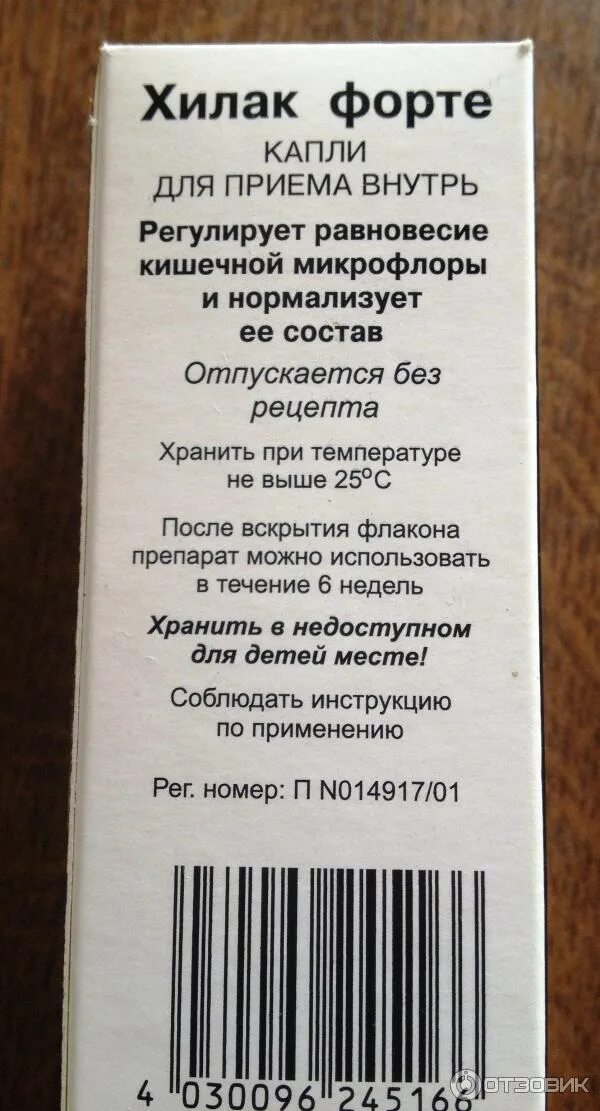 Хилак форте
КАПЛИ
ДЛЯ ПРИЕМА ВНУТРЬ
Регулирует равновесие
кишечной микрофлоры
и нормализует
ее состав
Отпускается без
рецепта
Хранить при температуре
не выше 25°С
После вскрытия флакона
препарат можно использовать
в течение 6 недель
Хранить в недоступном
для детей месте!
Соблюдать инструкцию
по применению
Рег. номер: П N014917/01
4 030096 245166
ОТЗОВИК